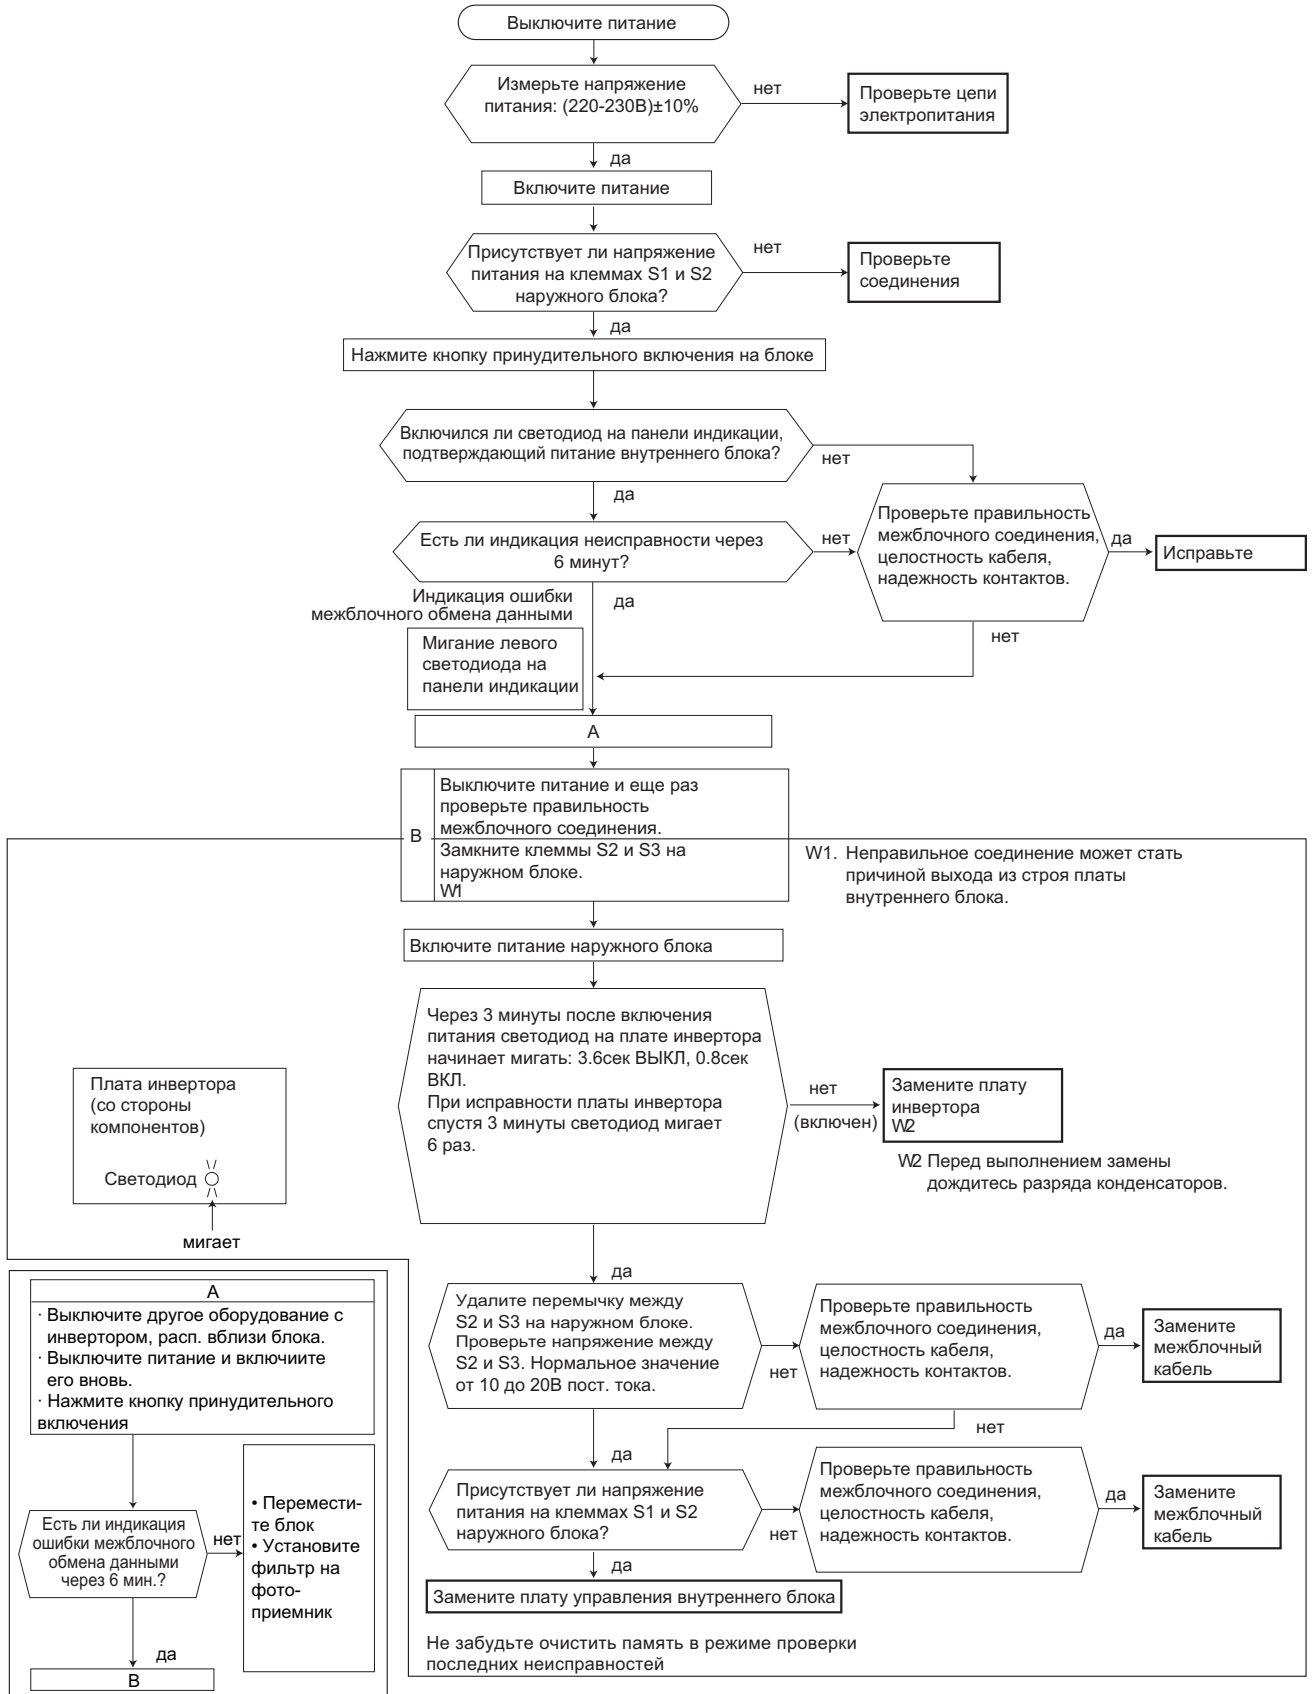 Выключите питание
Измерьте напряжение
питания: (220-230В)±10%
нет
Проверьте цепи
электропитания
да
Включите питание
Присутствует ли напряжение
питания на клеммах S1 и S2
наружного блока?
нет
Проверьте
соединения
да
Нажмите кнопку принудительного включения на блоке
Включился ли светодиод на панели индикации,
подтверждающий питание внутреннего блока?
нет
да
Есть ли индикация неисправности через
6 минут?
нет
Проверьте правильность
межблочного соединения,
целостность кабеля,
надежность контактов.
да
Исправьте
Индикация ошибки
межблочного обмена данными
да
нет
Мигание левого
светодиода на
панели индикации
A
B
Выключите питание и еще раз
проверьте правильность
межблочного соединения.
Замкните клеммы S2 и S3 на
наружном блоке.
W1
W1. Неправильное соединение может стать
причиной выхода из строя платы
внутреннего блока.
Включите питание наружного блока
Через 3 минуты после включения
питания светодиод на плате инвертора
начинает мигать: 3.6сек ВЫКЛ, 0.8сек
ВКЛ.
При исправности платы инвертора
спустя 3 минуты светодиод мигает
6 раз.
нет
(включен)
Замените плату
инвертора
W2
W2 Перед выполнением замены
дождитесь разряда конденсаторов.
Плата инвертора
(со стороны
компонентов)
Светодиод
мигает
да
Удалите перемычку между
S2 и S3 на наружном блоке.
Проверьте напряжение между
S2 и S3. Нормальное значение
от 10 до 20В пост. тока.
нет
Проверьте правильность
межблочного соединения,
целостность кабеля,
надежность контактов.
да
Замените
межблочный
кабель
нет
да
Присутствует ли напряжение
питания на клеммах S1 и S2
наружного блока?
нет
Проверьте правильность
межблочного соединения,
целостность кабеля,
надежность контактов.
да
Замените
межблочный
кабель
да
Замените плату управления внутреннего блока
Не забудьте очистить память в режиме проверки
последних неисправностей
A
· Выключите другое оборудование с
инвертором, расп. вблизи блока.
· Выключите питание и включиите
его вновь.
· Нажмите кнопку принудительного
включения
Есть ли индикация
ошибки межблочного
обмена данными
через 6 мин.?
нет
• Перемести-
те блок
• Установите
фильтр на
фото-
приемник
да
B